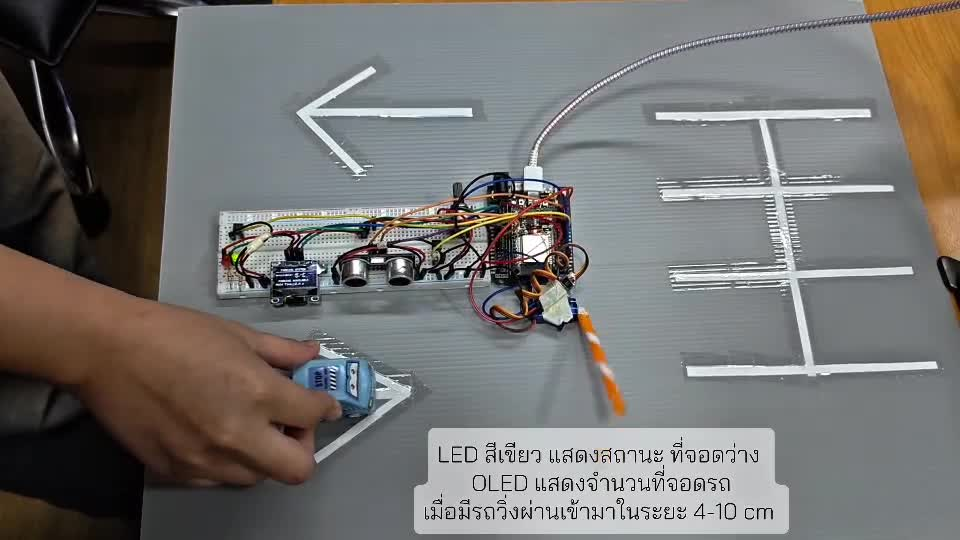 LED สีเขียว แสดงสถานะ ที่จอดว่าง
OLED แสดงจำนวนที่จอดรถ
เมื่อมีรถวิ่งผ่านเข้ามาในระยะ 4-10 cm